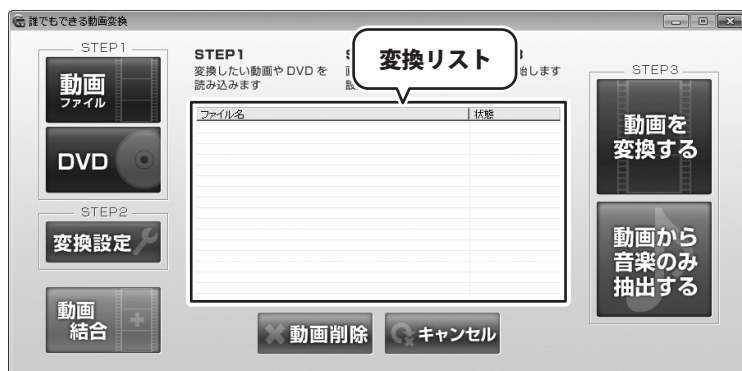 誰でもできる動画変換
STEP1
動画
ファイル
DVD
STEP2
変換設定
動画
結合
STEP1
変換したい動画や DVD を
読み込みます
変換リスト
始します
ファイル名
状態
動画削除
キャンセル
STEP3
動画を
変換する
動画から
音楽のみ
抽出する